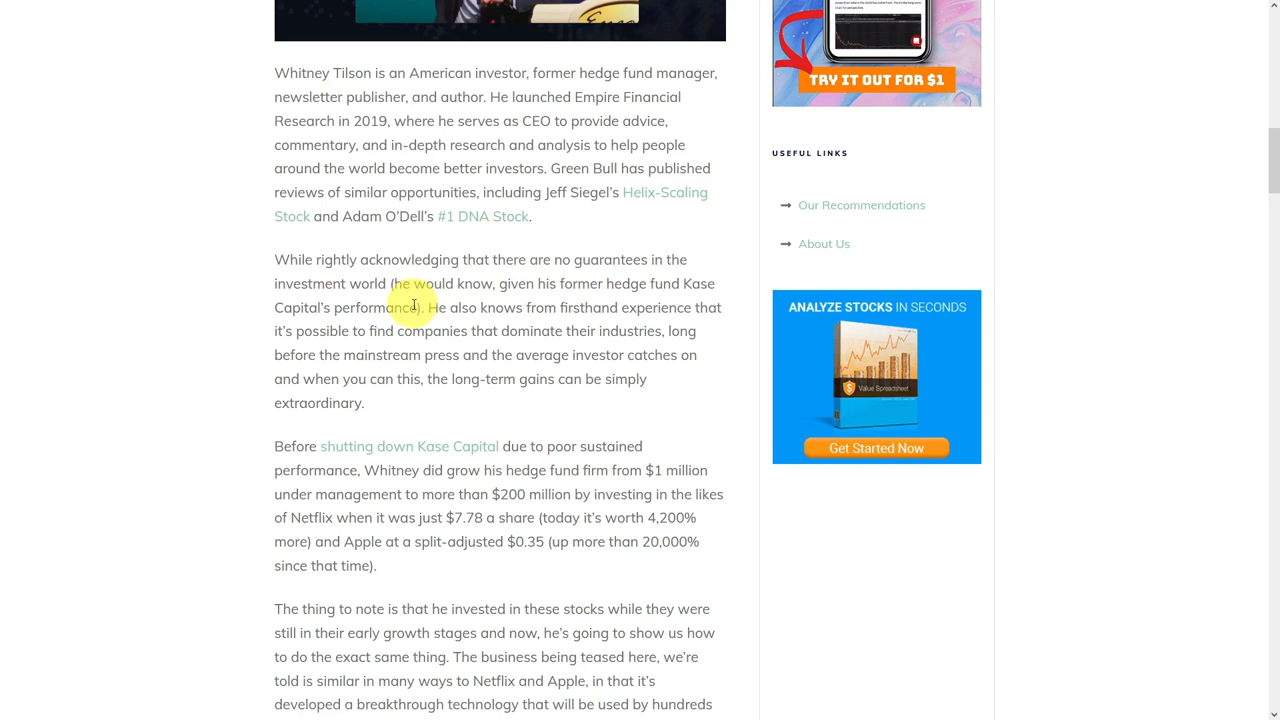 Whitney Tilson is an American investor, former hedge fund manager,
newsletter publisher, and author. He launched Empire Financial
Research in 2019, where he serves as CEO to provide advice,
commentary, and in-depth research and analysis to help people
around the world become better investors. Green Bull has published
reviews of similar opportunities, including Jeff Siegel’s Helix-Scaling
Stock and Adam O’Dell’s #1 DNA Stock.
While rightly acknowledging that there are no guarantees in the
investment world (he would know, given his former hedge fund Kase
Capital’s performance). He also knows from firsthand experience that
it’s possible to find companies that dominate their industries, long
before the mainstream press and the average investor catches on
and when you can this, the long-term gains can be simply
extraordinary.
Before shutting down Kase Capital due to poor sustained
performance, Whitney did grow his hedge fund firm from $1 million
under management to more than $200 million by investing in the likes
of Netflix when it was just $7.78 a share (today it’s worth 4,200%
more) and Apple at a split-adjusted $0.35 (up more than 20,000%
since that time).
The thing to note is that he invested in these stocks while they were
still in their early growth stages and now, he’s going to show us how
to do the exact same thing. The business being teased here, we’re
told is similar in many ways to Netflix and Apple, in that it’s
developed a breakthrough technology that will be used by hundreds
TRY IT OUT FOR $1
USEFUL LINKS
Our Recommendations
About Us
ANALYZE STOCKS IN SECONDS
Value Spreadsheet
Get Started Now